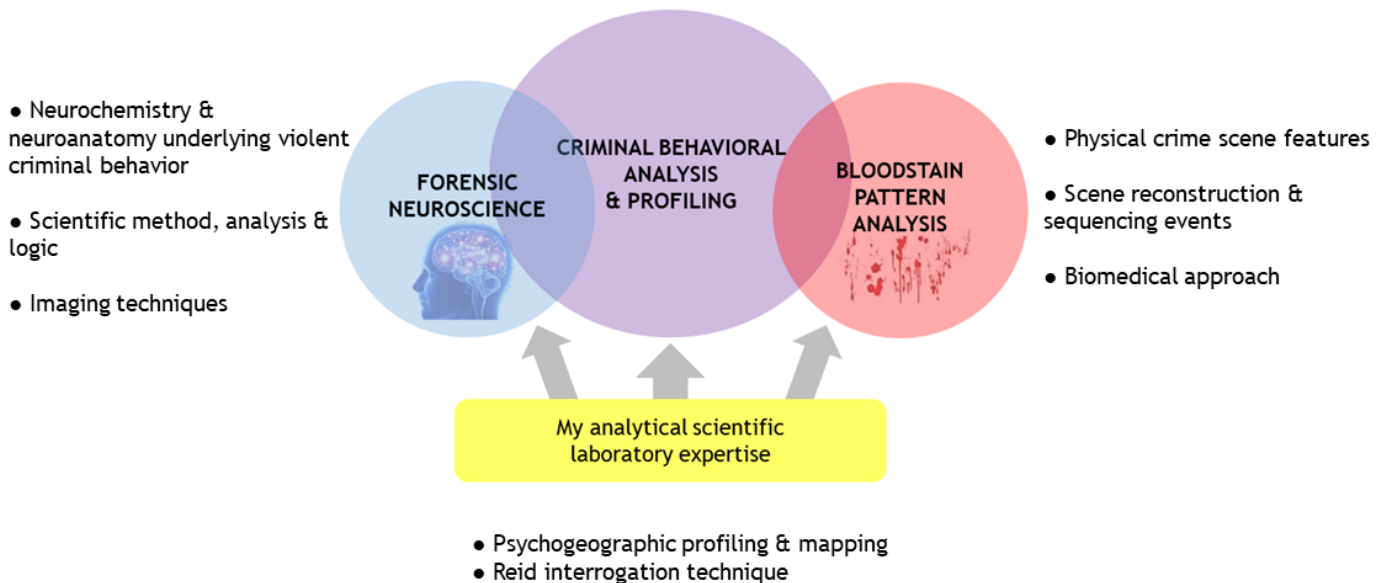 ● Neurochemistry &
neuroanatomy underlying violent
criminal behavior
● Scientific method, analysis &
logic
● Imaging techniques
FORENSIC
NEUROSCIENCE
CRIMINAL BEHAVIORAL
ANALYSIS
& PROFILING
BLOODSTAIN
PATTERN
ANALYSIS
● Physical crime scene features
● Scene reconstruction &
sequencing events
● Biomedical approach
My analytical scientific
laboratory expertise
● Psychogeographic profiling & mapping
● Reid interrogation technique